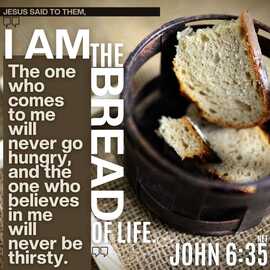 JESUS SAID TO THEM,
I AM THE
BREAD
OF LIFE.
The one
who
comes
to me
will
never go
hungry,
and the
one who
believes
in me
will
never be
thirsty.
JOHN 6:35
NET